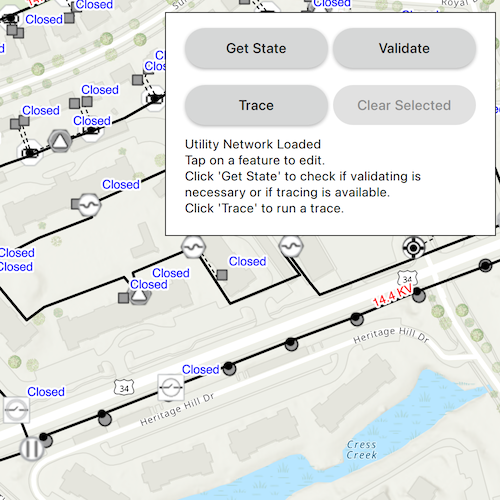 Closed
Closed
Royal
Closed
Closed
Closed
Closed
Closed
Get State
Validate
Trace
Clear Selected
Utility Network Loaded
Tap on a feature to edit.
Click 'Get State' to check if validating is
necessary or if tracing is available.
Click 'Trace' to run a trace.
Closed
Closed
Closed
Closed
Closed
Closed
34
14.4 KV
Heritage Hill Dr
Closed
Closed
34
Heritage Hill Dr
Cress
Creek